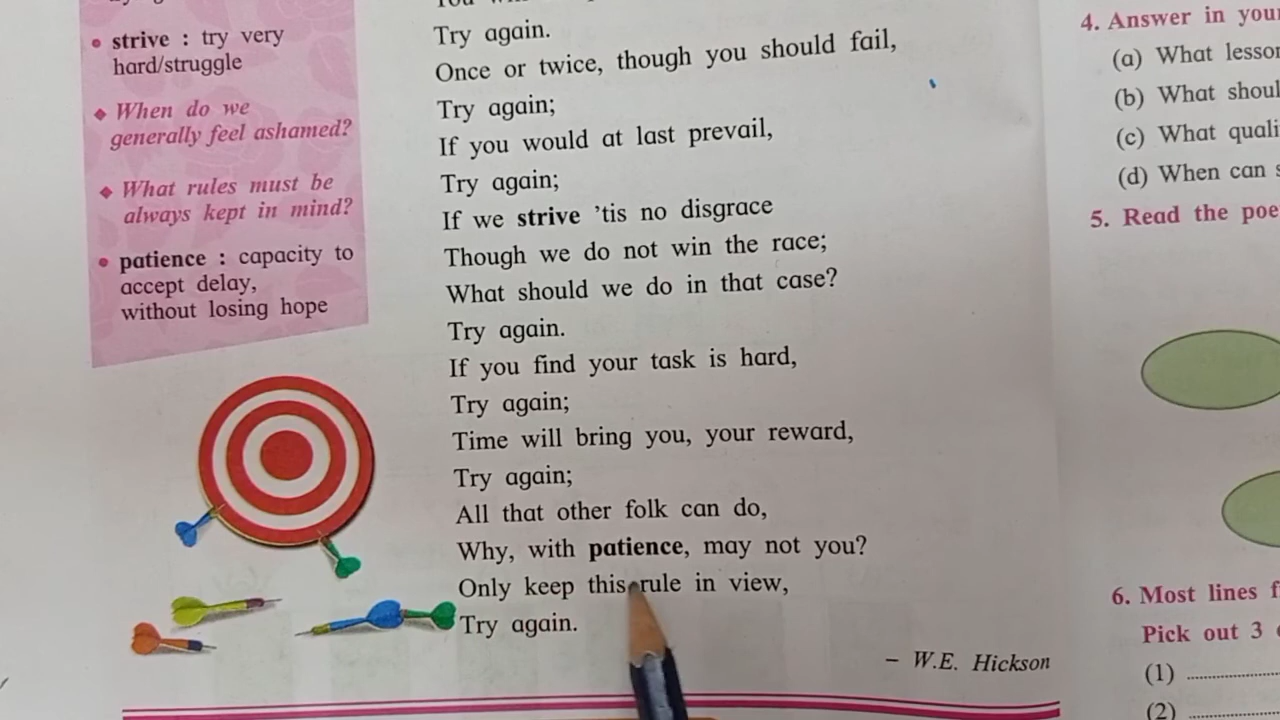 • strive : try very
hard/struggle
◆ When do we
generally feel ashamed?
◆ What rules must be
always kept in mind?
• patience : capacity to
accept delay,
without losing hope
Try again.
Once or twice, though you should fail,
Try again;
If you would at last prevail,
Try again;
If we strive ’tis no disgrace
Though we do not win the race;
What should we do in that case?
Try again.
If you find your task is hard,
Try again;
Time will bring you, your reward,
Try again;
All that other folk can do,
Why, with patience, may not you?
Only keep this rule in view,
Try again.
– W.E. Hickson
4. Answer in your
(a) What
(b) What
(c) What
(d) When can
5. Read the
6. Most lines
Pick out 3
(1)
(2)